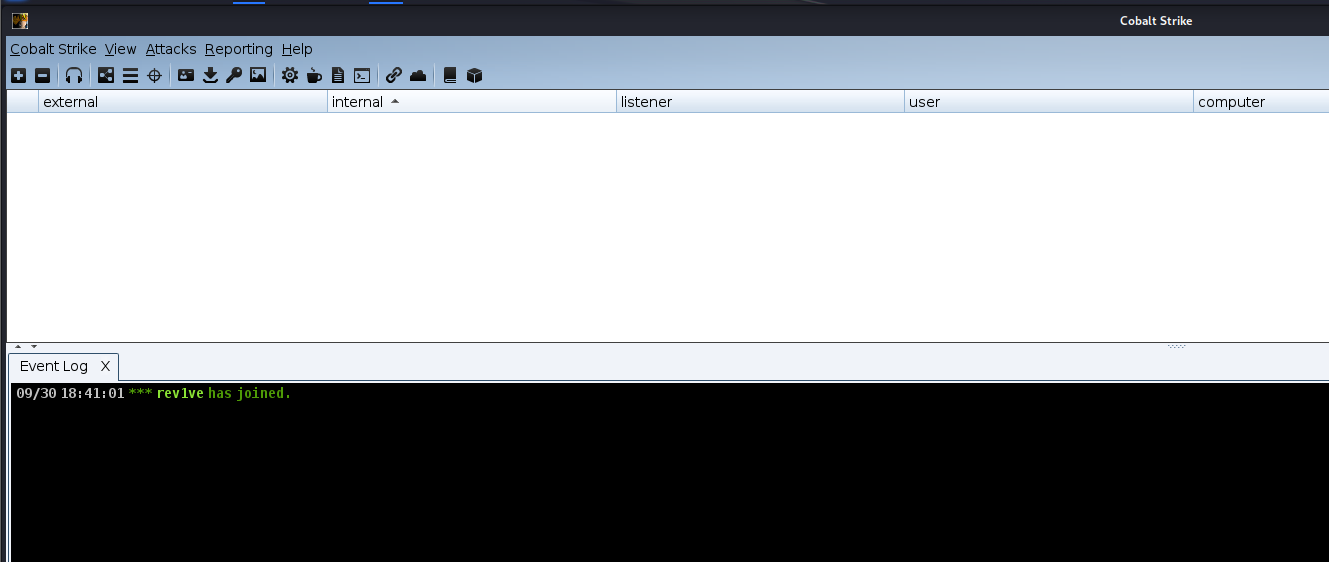 Cobalt Strike
Cobalt Strike View Attacks Reporting Help
external internal listener user computer
Event Log X
09/30 18:41:01 *** rev1ve has joined.